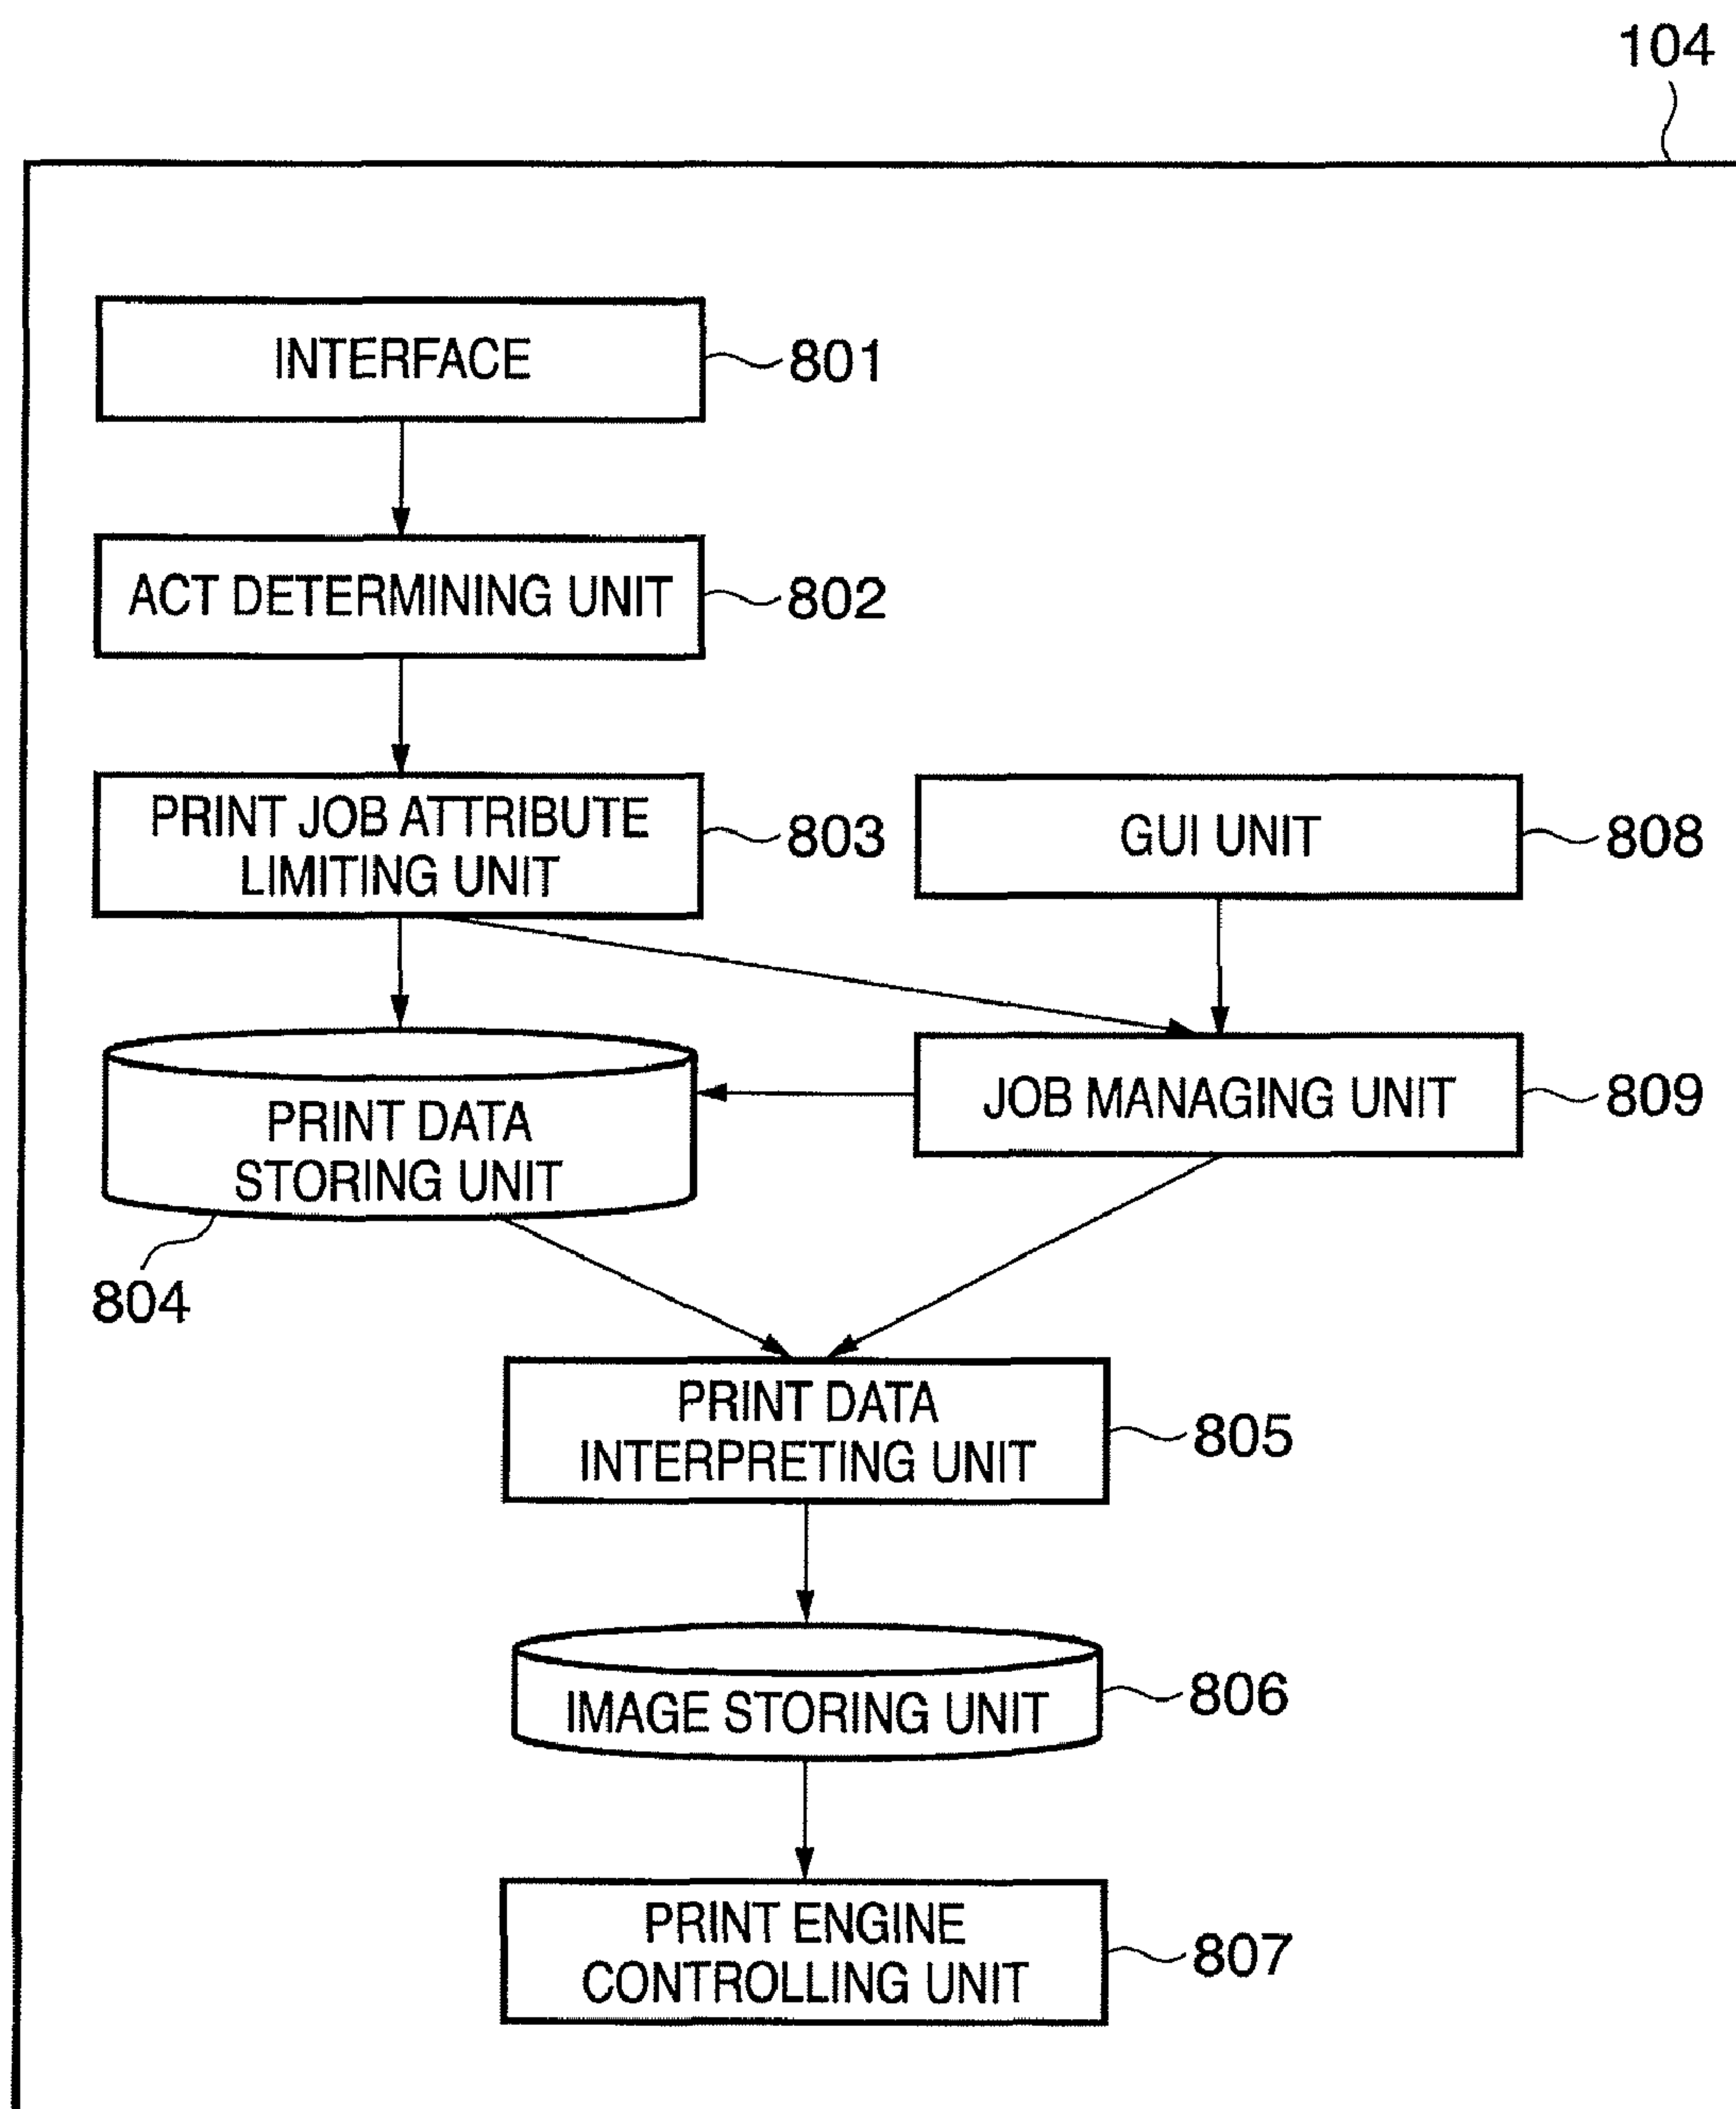 104
INTERFACE
801
ACT DETERMINING UNIT
802
PRINT JOB ATTRIBUTE
LIMITING UNIT
803
GUI UNIT
808
PRINT DATA
STORING UNIT
804
JOB MANAGING UNIT
809
PRINT DATA
INTERPRETING UNIT
805
IMAGE STORING UNIT
806
PRINT ENGINE
CONTROLLING UNIT
807